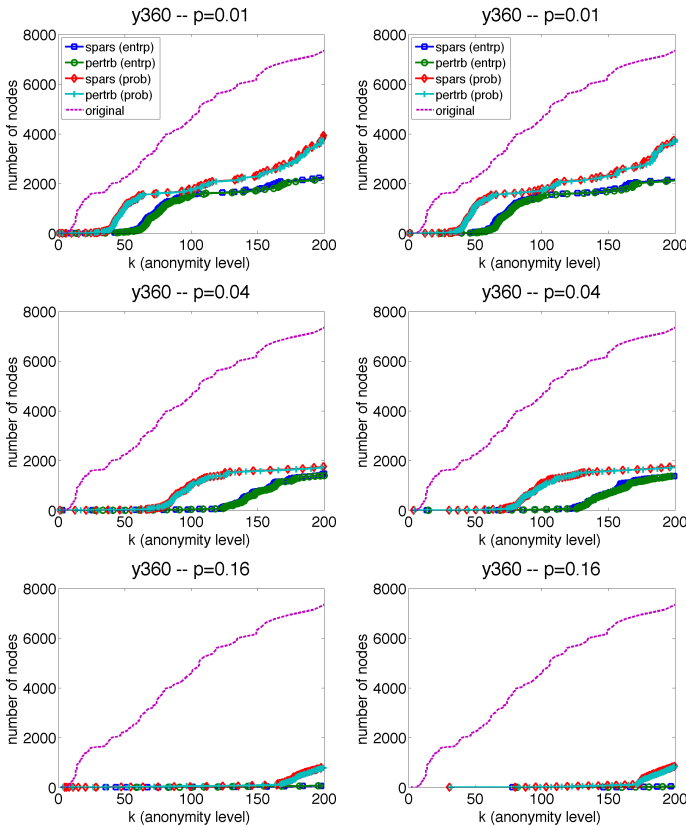 y360 -- p=0.01
8000
6000
4000
2000
0
number of nodes
spars (entrp)
pertrb (entrp)
spars (prob)
pertrb (prob)
original
0 50 100 150 200
k (anonymity level)
y360 -- p=0.01
8000
6000
4000
2000
0
number of nodes
spars (entrp)
pertrb (entrp)
spars (prob)
pertrb (prob)
original
0 50 100 150 200
k (anonymity level)
y360 -- p=0.04
8000
6000
4000
2000
0
number of nodes
0 50 100 150 200
k (anonymity level)
y360 -- p=0.04
8000
6000
4000
2000
0
number of nodes
0 50 100 150 200
k (anonymity level)
y360 -- p=0.16
8000
6000
4000
2000
0
number of nodes
0 50 100 150 200
k (anonymity level)
y360 -- p=0.16
8000
6000
4000
2000
0
number of nodes
0 50 100 150 200
k (anonymity level)